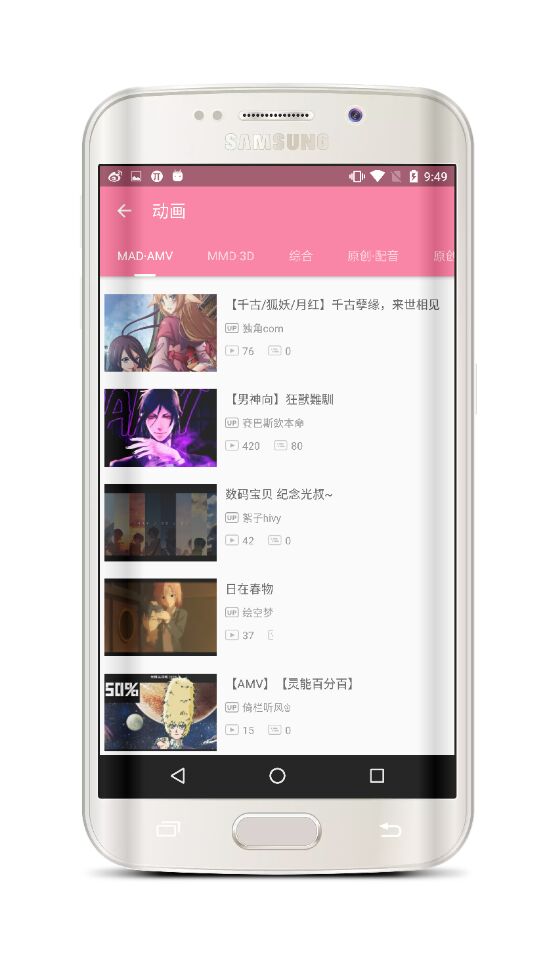 SAMSUNG
9:49
动画
MAD·AMV MMD·3D 综合 原创·配音 原创
【千古/狐妖/月红】千古孽缘，来世相见
UP 独角com
76 0
【男神向】狂獸難馴
UP 賽巴斯欽本命
420 80
数码宝贝 纪念光叔~
UP 絮子hivy
42 0
日在春物
UP 绘空梦
37
50%
【AMV】【灵能百分百】
UP 倚栏听风
15 0